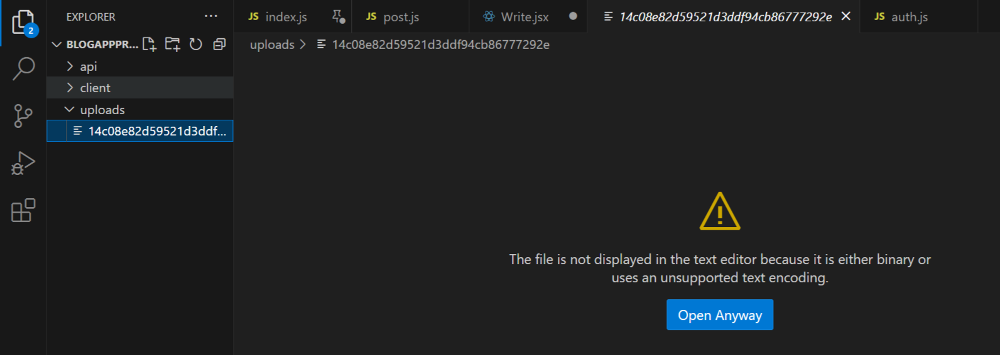 EXPLORER
2
BLOGAPPPR...
api
client
uploads
14c08e82d59521d3ddf...
JS index.js
JS post.js
Write.jsx
14c08e82d59521d3ddf94cb86777292e
JS auth.js
uploads > 14c08e82d59521d3ddf94cb86777292e
The file is not displayed in the text editor because it is either binary or
uses an unsupported text encoding.
Open Anyway